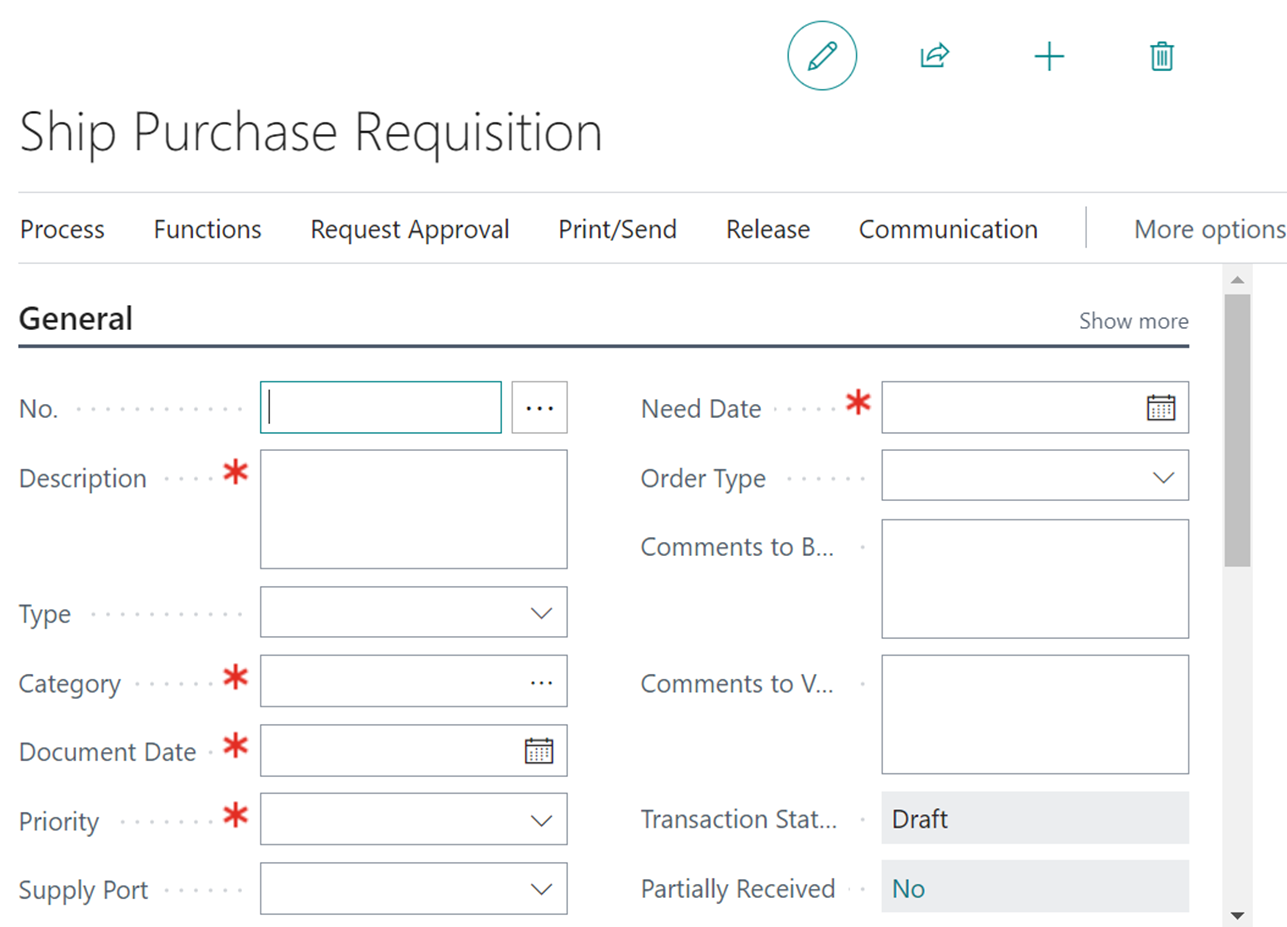 Ship Purchase Requisition
Process Functions Request Approval Print/Send Release Communication More options
General Show more
No. Need Date
Description Order Type
Comments to B...
Type
Category Comments to V...
Document Date
Priority Transaction Stat... Draft
Supply Port Partially Received No